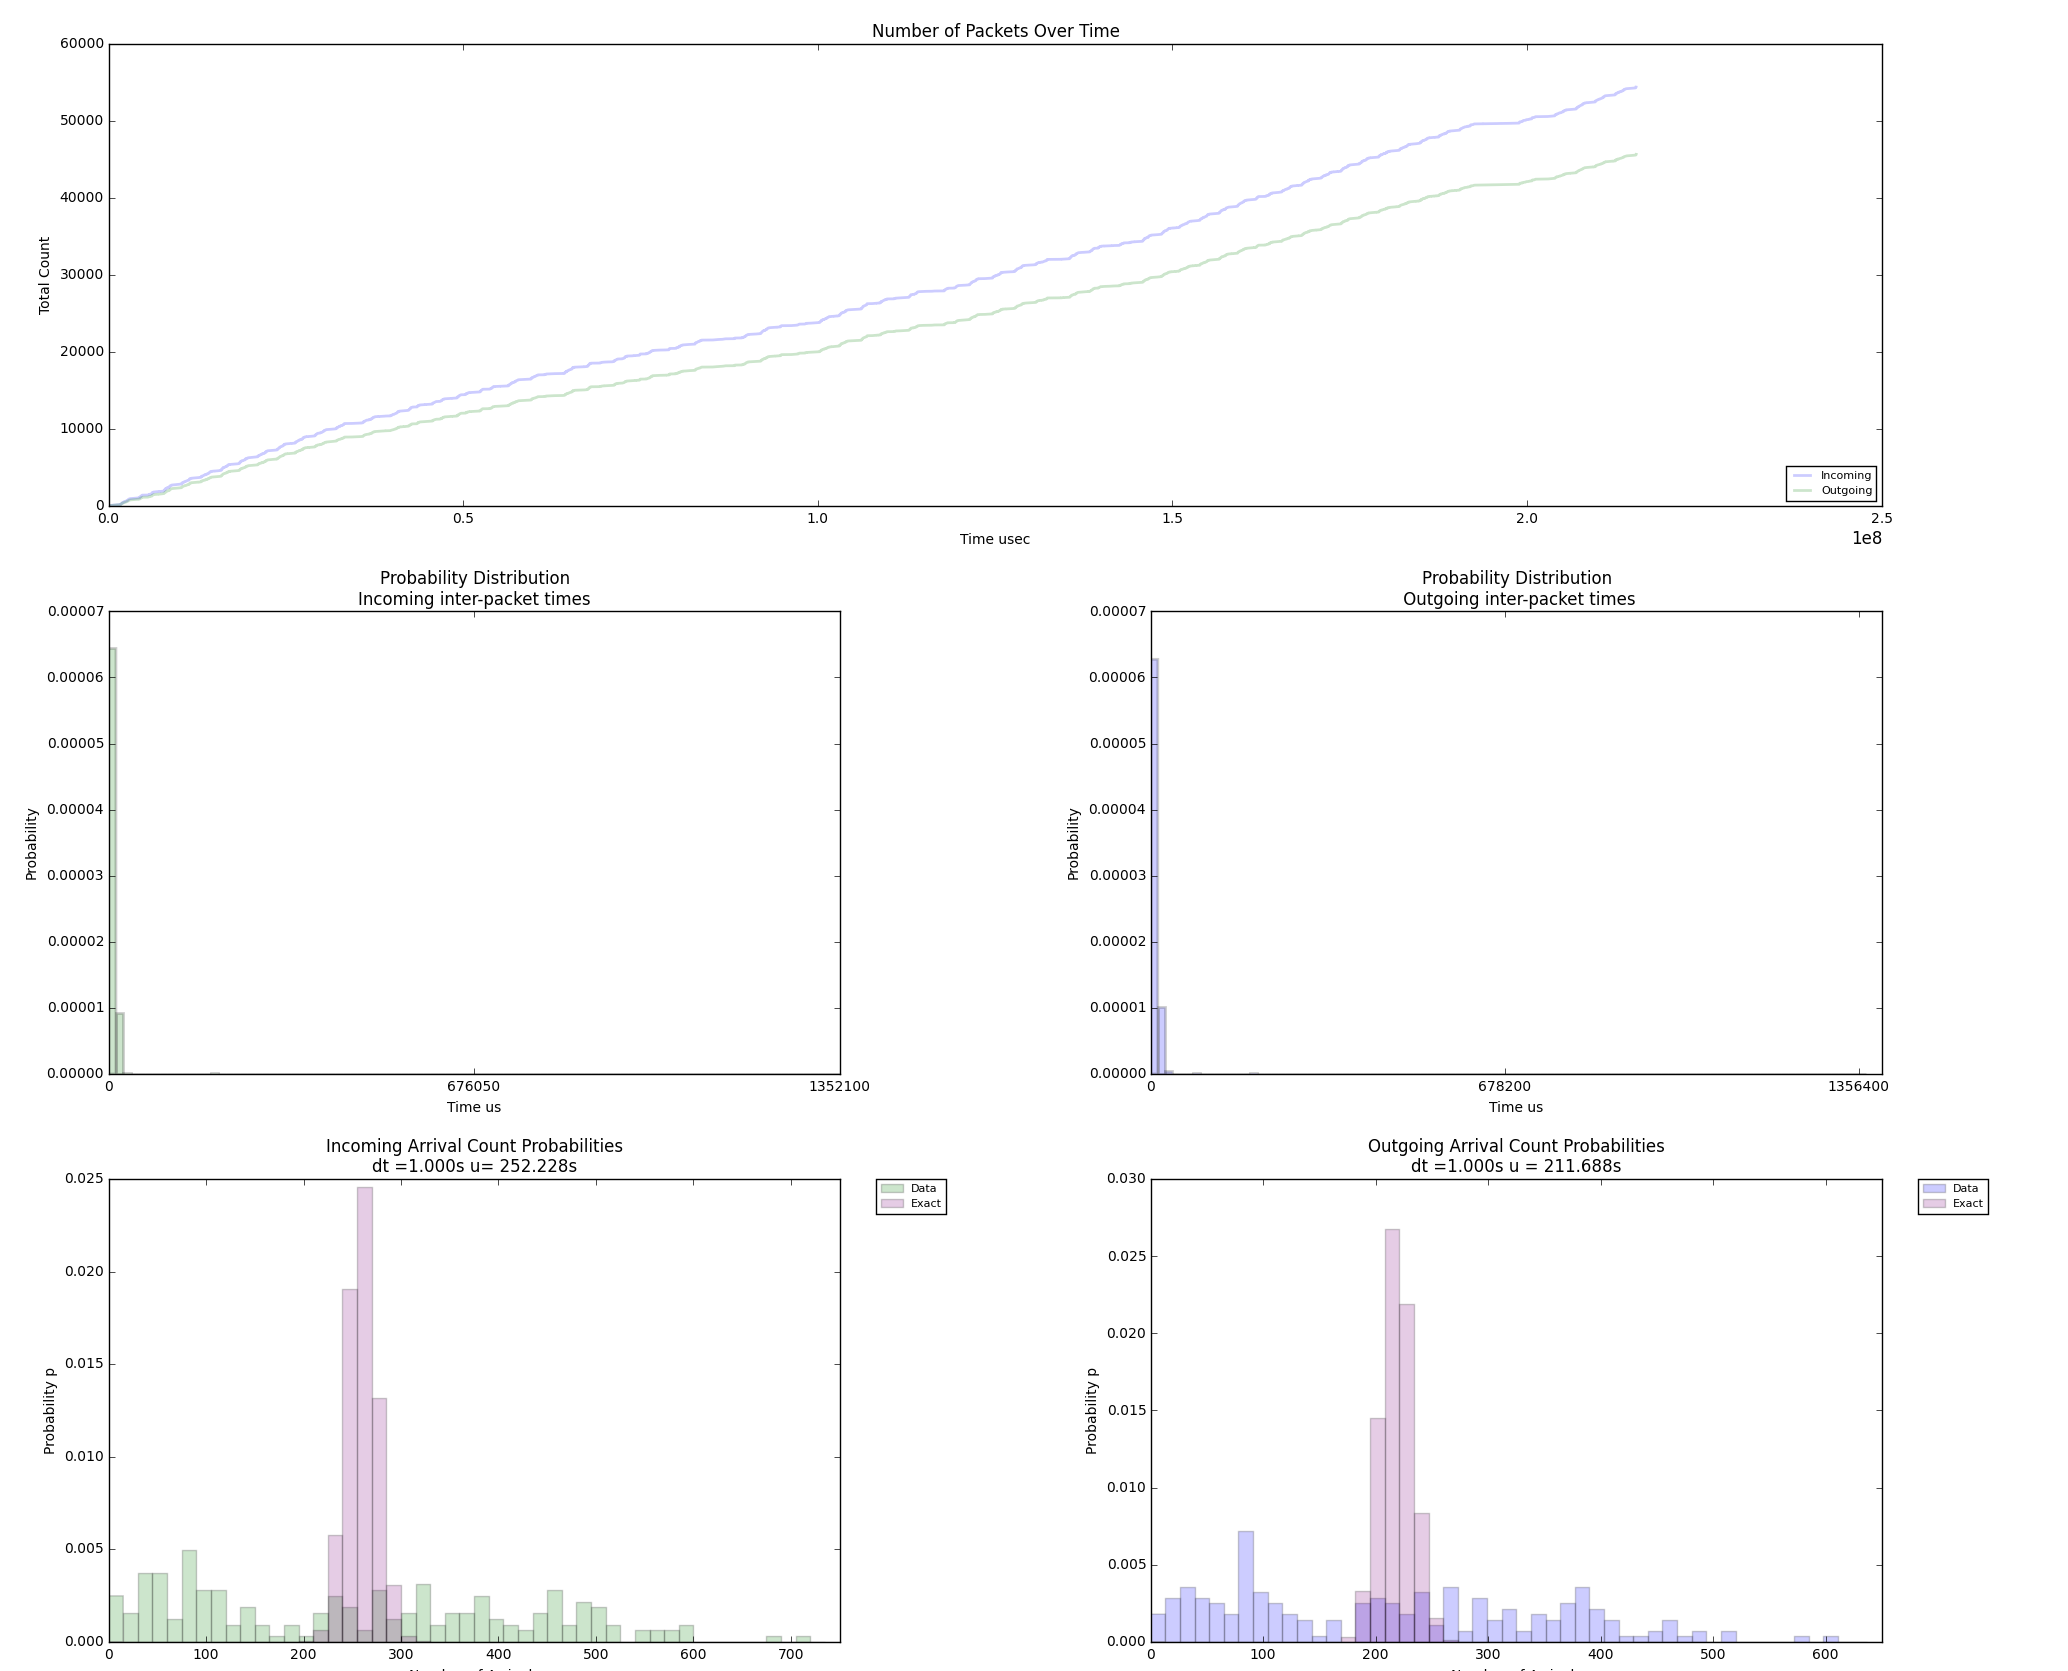 Number of Packets Over Time
60000
50000
40000
30000
20000
10000
0
Total Count
0.0 0.5 1.0 1.5 2.0 2.5
1e8
Time usec
Incoming
Outgoing
Probability Distribution
Incoming inter-packet times
0.00007
0.00006
0.00005
0.00004
0.00003
0.00002
0.00001
0.00000
Probability
0 676050 1352100
Time us
Probability Distribution
Outgoing inter-packet times
0.00007
0.00006
0.00005
0.00004
0.00003
0.00002
0.00001
0.00000
Probability
0 678200 1356400
Time us
Incoming Arrival Count Probabilities
dt =1.000s u= 252.228s
0.025
0.020
0.015
0.010
0.005
0.000
Probability p
0 100 200 300 400 500 600 700
Data
Exact
Outgoing Arrival Count Probabilities
dt =1.000s u = 211.688s
0.030
0.025
0.020
0.015
0.010
0.005
0.000
Probability p
0 100 200 300 400 500 600
Data
Exact